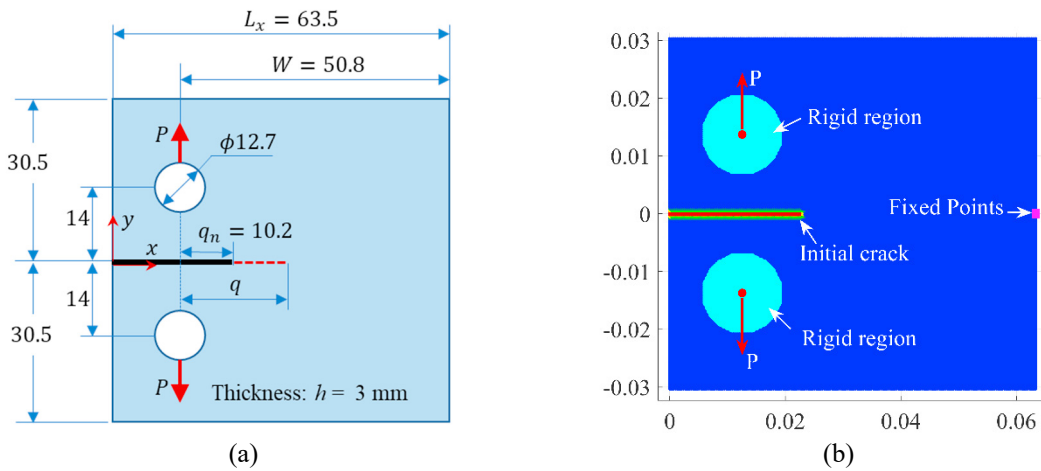 L_x = 63.5
W = 50.8
P
ϕ12.7
30.5
14
y
q_n = 10.2
x
q
14
30.5
P
Thickness: h = 3 mm
(a)
0.03
0.02
0.01
0
-0.01
-0.02
-0.03
P
Rigid region
Fixed Points
Initial crack
Rigid region
P
0
0.02
0.04
0.06
(b)